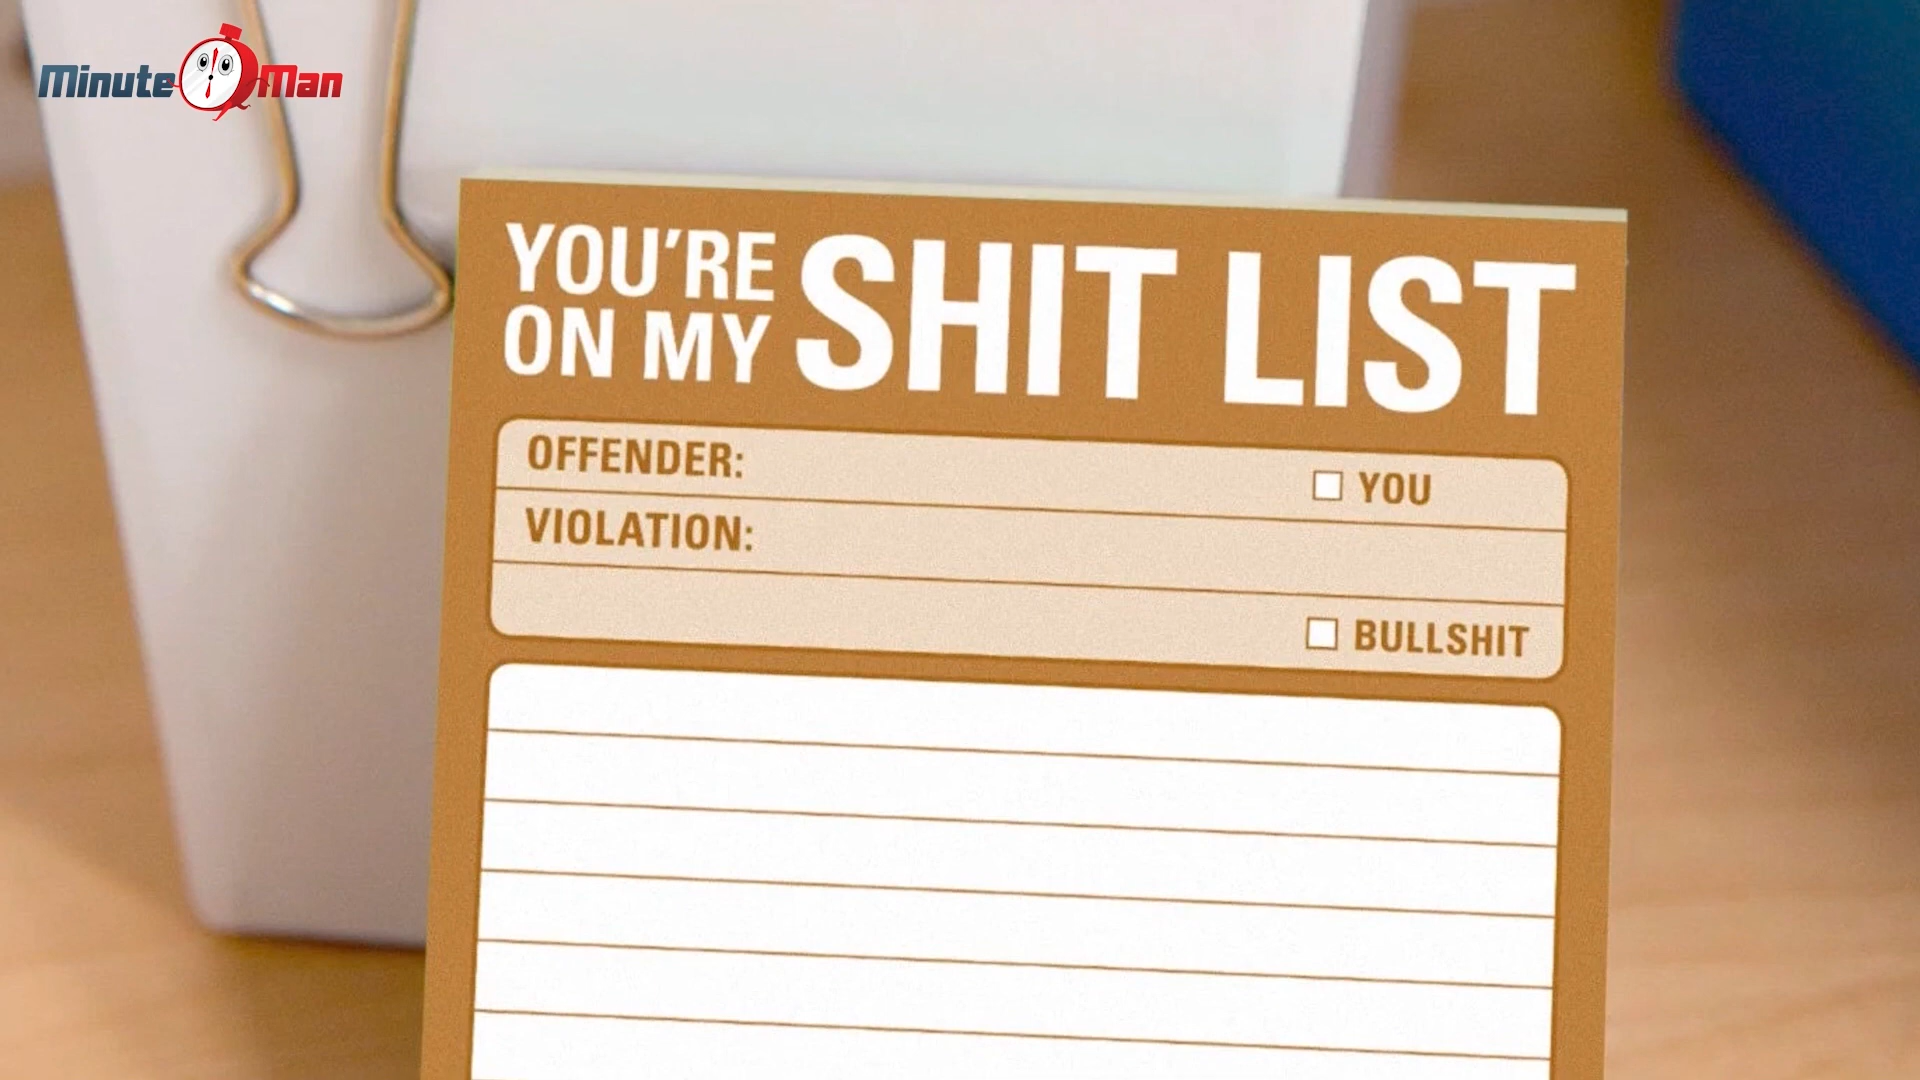 Minute Man
YOU'RE
ON MY SHIT LIST
OFFENDER:
☐ YOU
VIOLATION:
☐ BULLSHIT